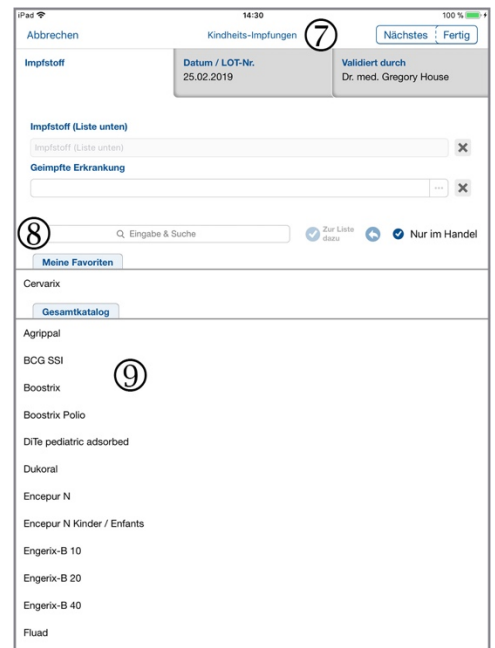 iPad 14:30 100 %
Abbrechen Kindheits-Impfungen ⑦ Nächstes Fertig
Impfstoff Datum / LOT-Nr. Validiert durch
25.02.2019 Dr. med. Gregory House
Impfstoff (Liste unten)
Impfstoff (Liste unten)
Geimpfte Erkrankung
⑧ Eingabe & Suche Zur Liste dazu Nur im Handel
Meine Favoriten
Cervarix
Gesamtkatalog
Agrippal
BCG SSI
⑨
Boostrix
Boostrix Polio
DiTe pediatric adsorbed
Dukoral
Encepur N
Encepur N Kinder / Enfants
Engerix-B 10
Engerix-B 20
Engerix-B 40
Fluad